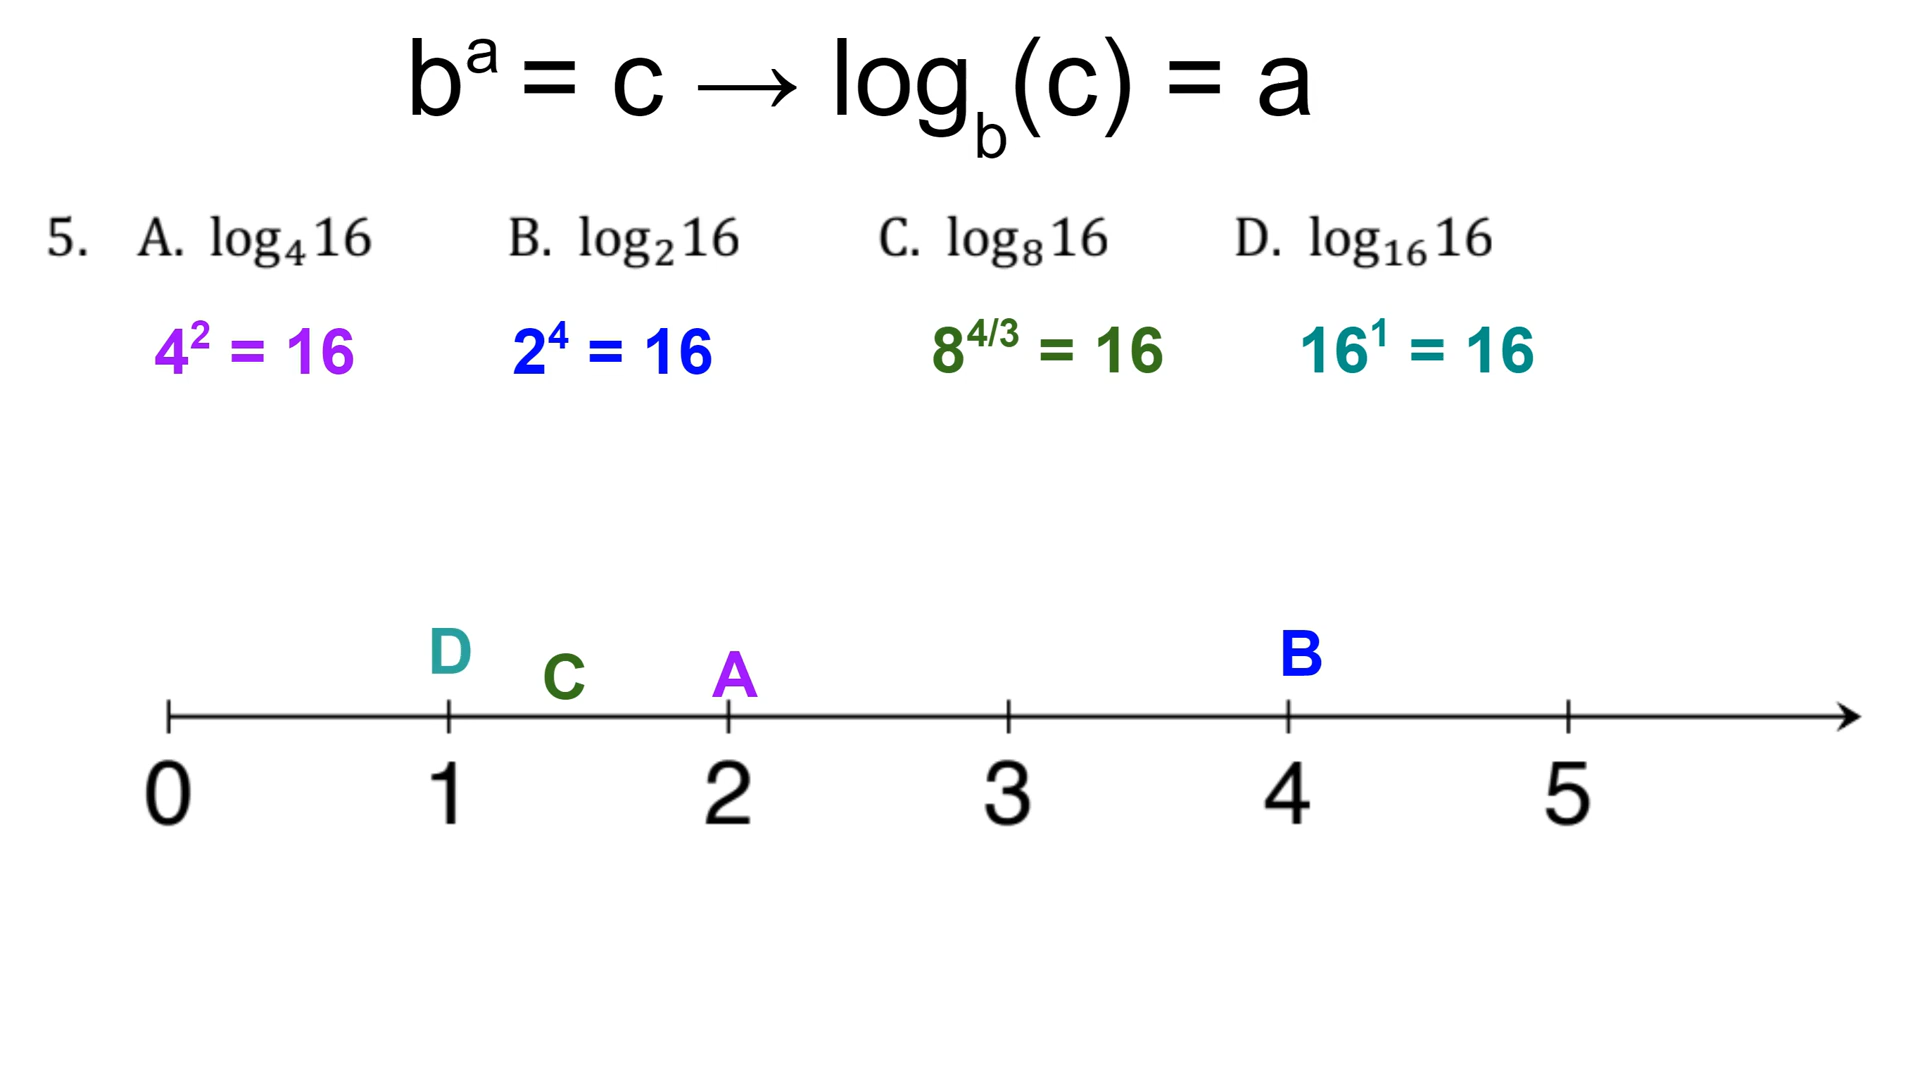 bᵃ = c → log_b(c) = a
5. A. log₄16 B. log₂16 C. log₈16 D. log₁₆16
4² = 16 2⁴ = 16 8^(4/3) = 16 16¹ = 16
D C A B
0 1 2 3 4 5